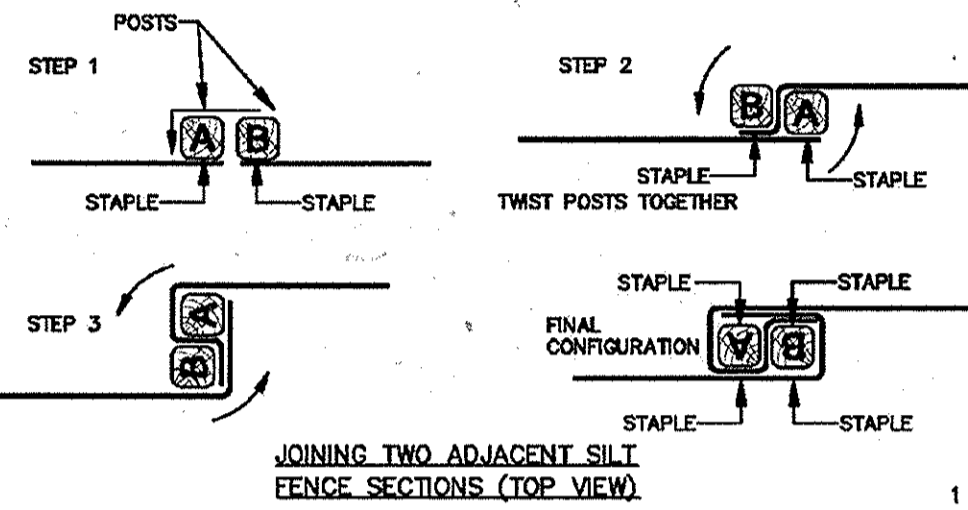 POSTS
STEP 1
A B
STAPLE STAPLE
STEP 2
B A
STAPLE STAPLE
TWIST POSTS TOGETHER
STEP 3
A
B
STAPLE STAPLE
FINAL
CONFIGURATION
A B
STAPLE STAPLE
JOINING TWO ADJACENT SILT
FENCE SECTIONS (TOP VIEW)
1